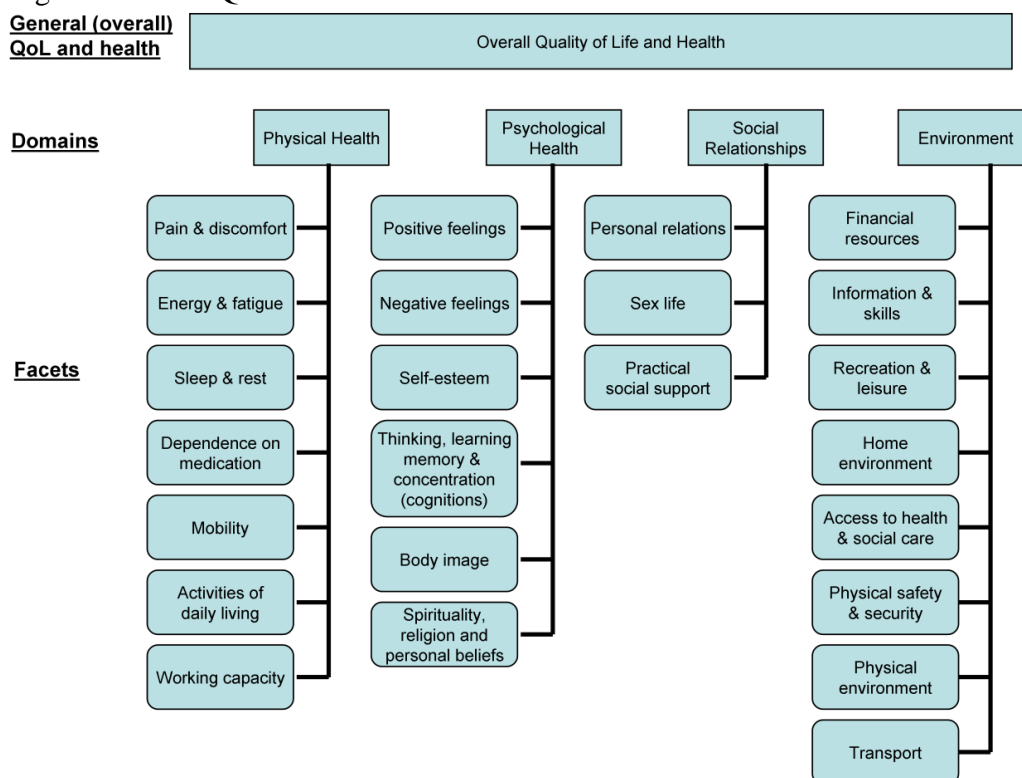 General (overall)
QoL and health
Overall Quality of Life and Health
Domains
Physical Health
Psychological
Health
Social
Relationships
Environment
Facets
Pain & discomfort
Energy & fatigue
Sleep & rest
Dependence on
medication
Mobility
Activities of
daily living
Working capacity
Positive feelings
Negative feelings
Self-esteem
Thinking, learning
memory &
concentration
(cognitions)
Body image
Spirituality,
religion and
personal beliefs
Personal relations
Sex life
Practical
social support
Financial
resources
Information &
skills
Recreation &
leisure
Home
environment
Access to health
& social care
Physical safety
& security
Physical
environment
Transport